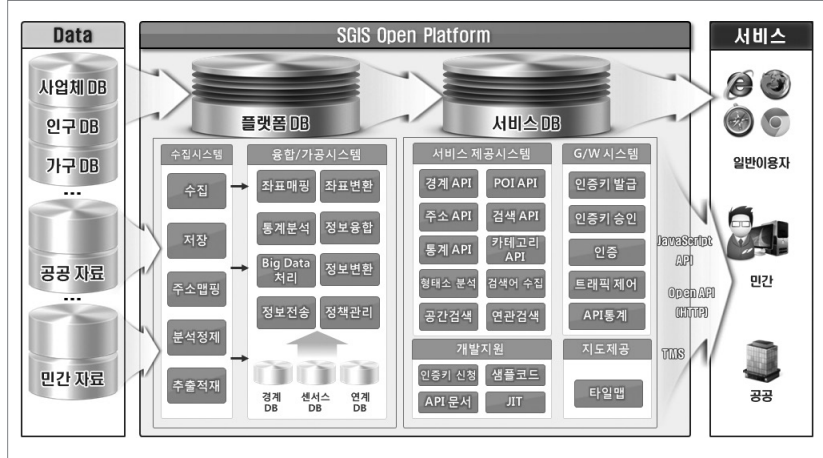 Data
SGIS Open Platform
서비스
사업체 DB
인구 DB
가구 DB
...
공공 자료
...
민간 자료
플랫폼 DB
서비스 DB
수집시스템
수집
저장
주소맵핑
분석정제
추출적재
융합/가공시스템
좌표매핑
좌표변환
통계분석
정보융합
Big Data
처리
정보변환
정보전송
정책관리
경계
DB
센서스
DB
연계
DB
서비스 제공시스템
경계 API
POI API
주소 API
검색 API
통계 API
카테고리
API
형태소 분석
검색어 수집
공간검색
연관검색
개발지원
인증키 신청
샘플코드
API 문서
JIT
G/W 시스템
인증키 발급
인증키 승인
인증
트래픽 제어
API통계
지도제공
타일맵
JavaScript
API
Open API
(HTTP)
TMS
일반이용자
민간
공공